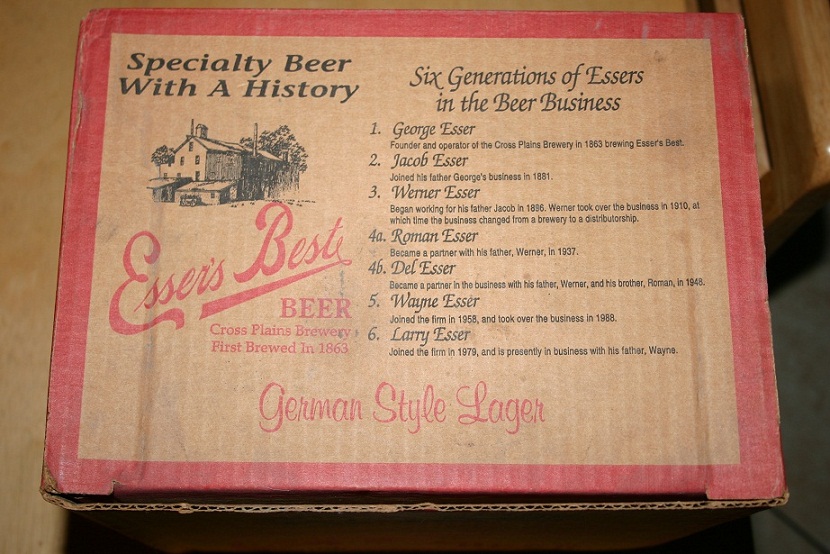 Specialty Beer
With A History
Esser's Best
BEER
Cross Plains Brewery
First Brewed In 1863
Six Generations of Essers
in the Beer Business
1. George Esser
Founder and operator of the Cross Plains Brewery in 1863 brewing Esser's Best.
2. Jacob Esser
Joined his father George's business in 1881.
3. Werner Esser
Began working for his father Jacob in 1896. Werner took over the business in 1910, at
which time the business changed from a brewery to a distributorship.
4a. Roman Esser
Became a partner with his father, Werner, in 1937.
4b. Del Esser
Became a partner in the business with his father, Werner, and his brother, Roman, in 1948.
5. Wayne Esser
Joined the firm in 1958, and took over the business in 1988.
6. Larry Esser
Joined the firm in 1979, and is presently in business with his father, Wayne.
German Style Lager